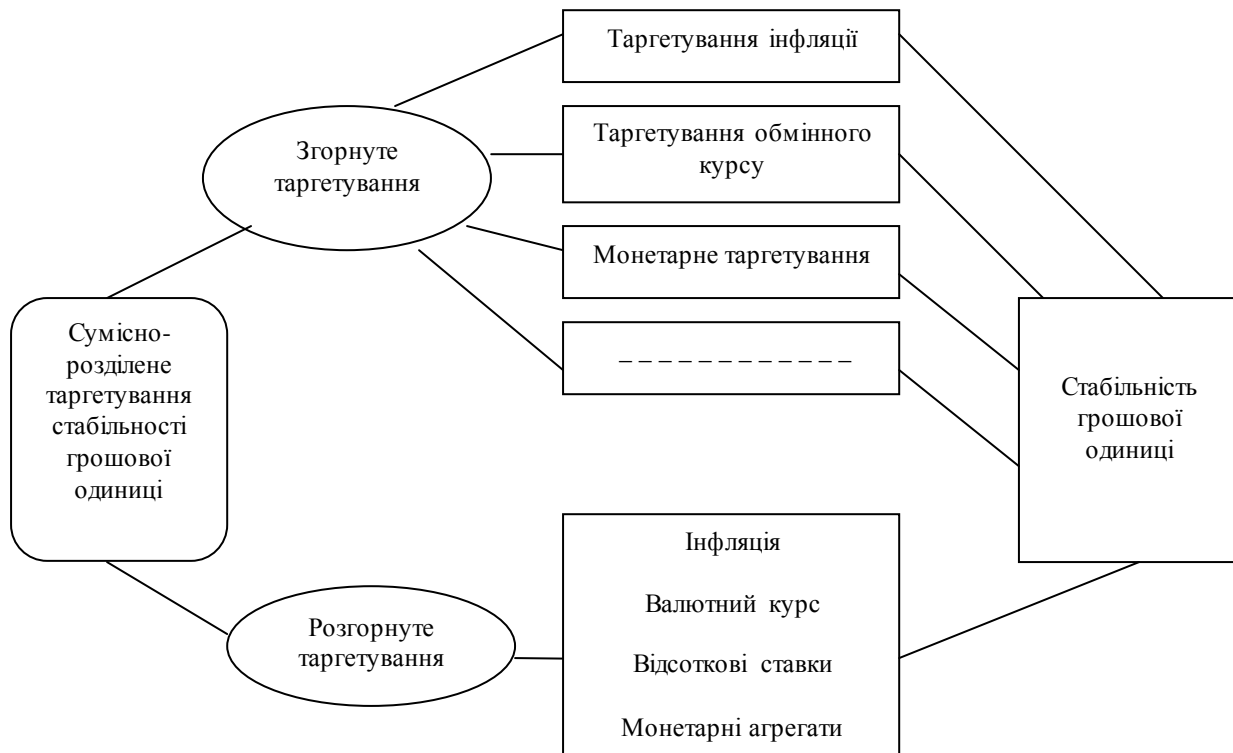 Таргетування інфляції
Згорнуте
таргетування
Таргетування обмінного
курсу
Монетарне таргетування
_ _ _ _ _ _ _ _ _ _ _ _
Сумісно-
розділене
таргетування
стабільності
грошової
одиниці
Стабільність
грошової
одиниці
Розгорнуте
таргетування
Інфляція
Валютний курс
Відсоткові ставки
Монетарні агрегати